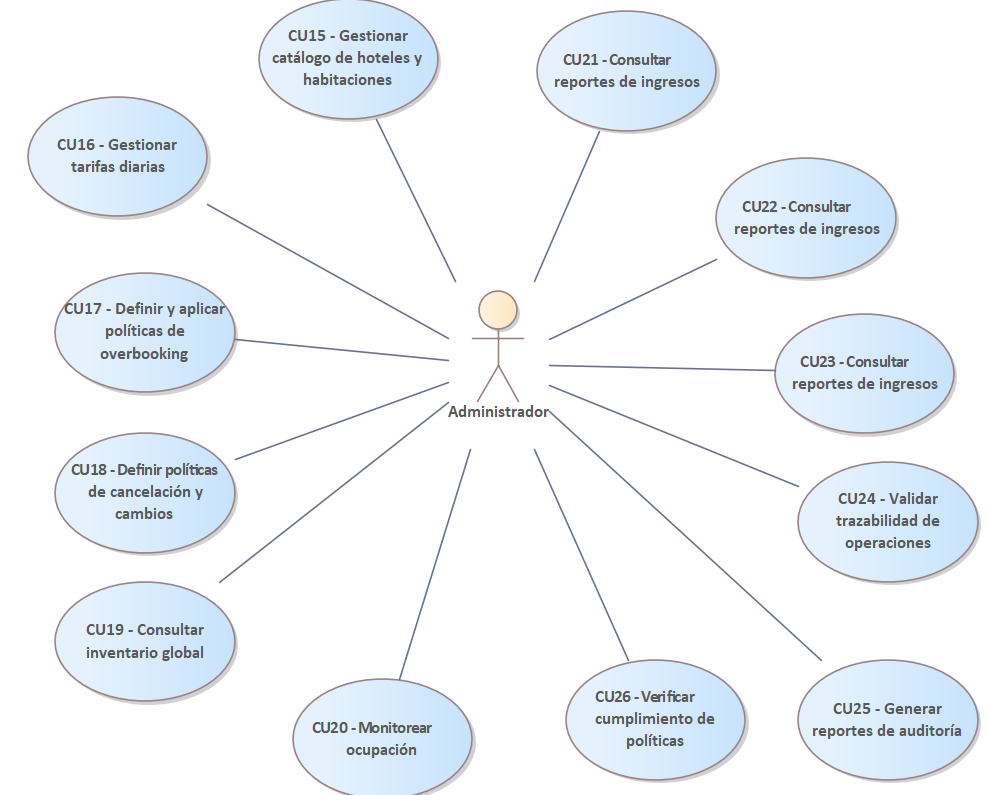 CU15 - Gestionar
catálogo de hoteles y
habitaciones
CU21 - Consultar
reportes de ingresos
CU16 - Gestionar
tarifas diarias
CU22 - Consultar
reportes de ingresos
CU17 - Definir y aplicar
políticas de
overbooking
CU23 - Consultar
reportes de ingresos
Administrador
CU18 - Definir políticas
de cancelación y
cambios
CU24 - Validar
trazabilidad de
operaciones
CU19 - Consultar
inventario global
CU20 - Monitorear
ocupación
CU26 - Verificar
cumplimiento de
políticas
CU25 - Generar
reportes de auditoría